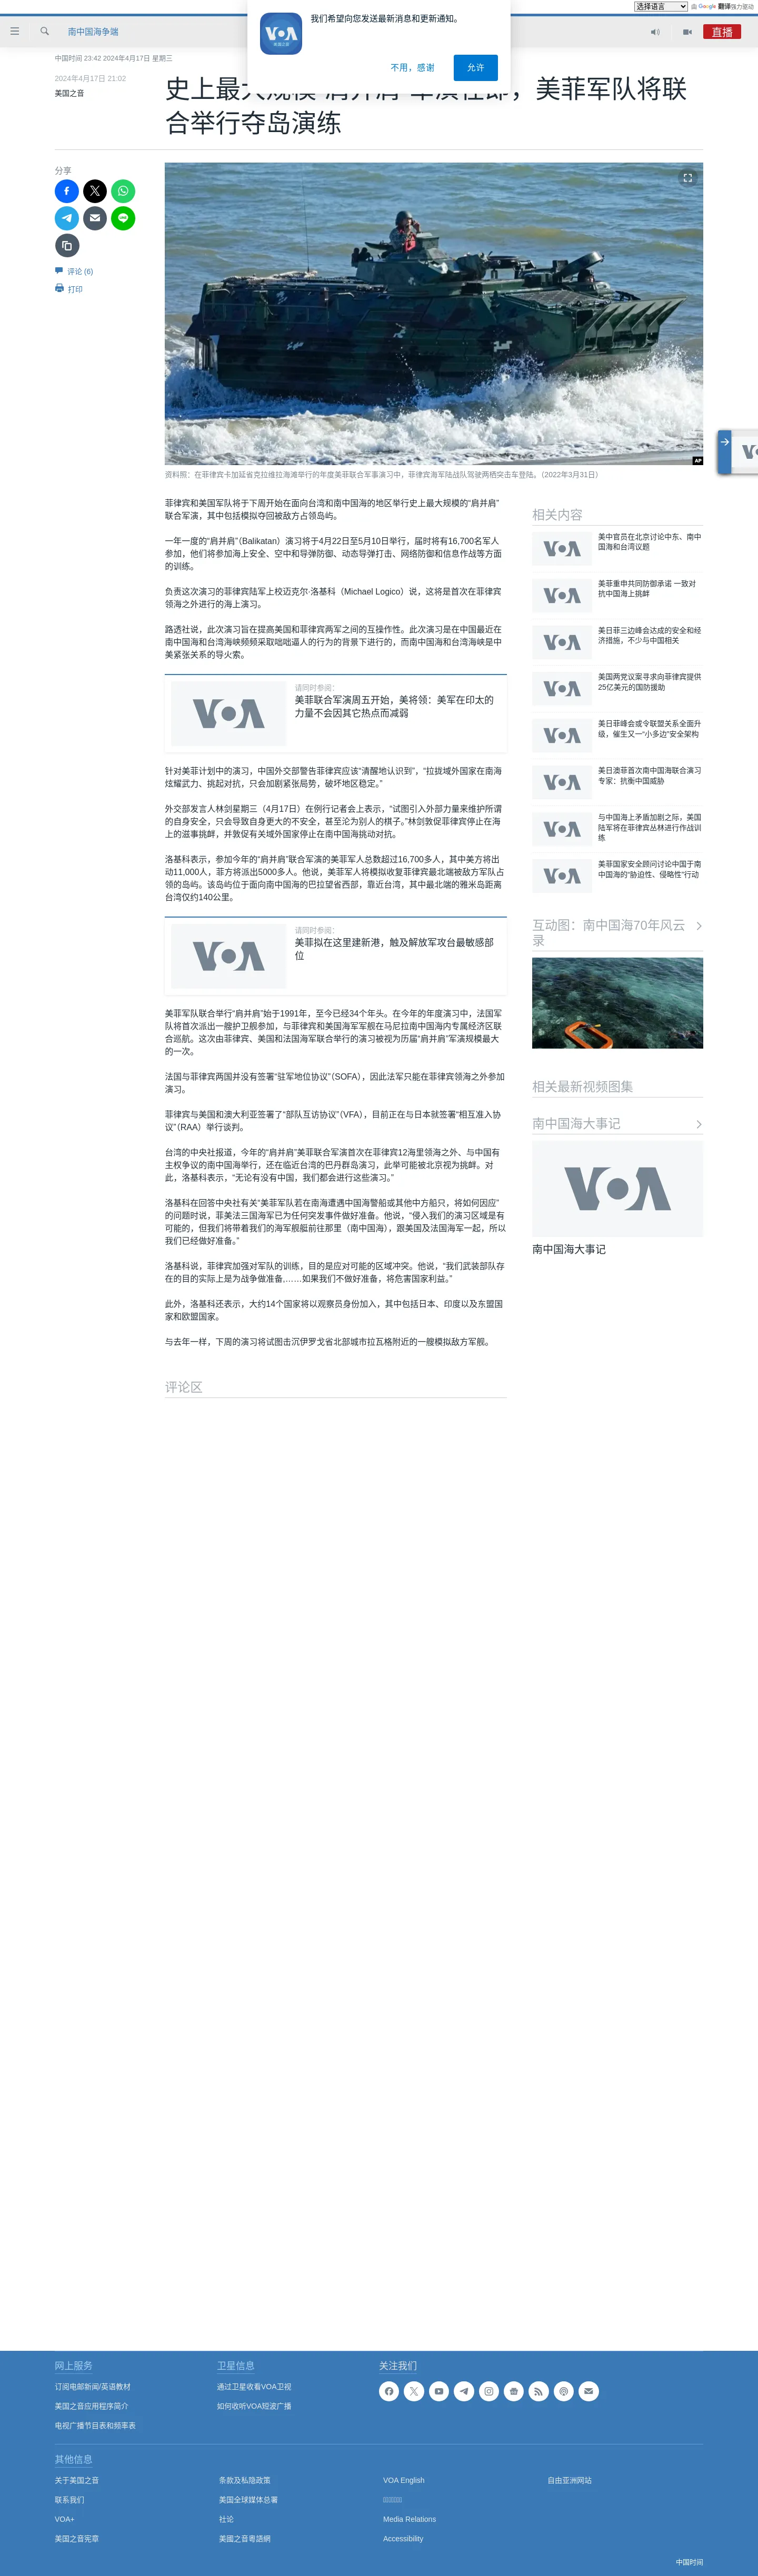 选择语言 由 Google 翻译强力驱动
我们希望向您发送最新消息和更新通知。
不用，感谢
允许
南中国海争端
直播
中国时间 23:42 2024年4月17日 星期三
2024年4月17日 21:02
美国之音
合举行夺岛演练
分享
评论 (6)
打印
AP
资料照：在菲律宾卡加延省克拉维拉海滩举行的年度美菲联合军事演习中，菲律宾海军陆战队驾驶两栖突击车登陆。（2022年3月31日）
菲律宾和美国军队将于下周开始在面向台湾和南中国海的地区举行史上最大规模的“肩并肩”
联合军演，其中包括模拟夺回被敌方占领岛屿。
一年一度的“肩并肩”（Balikatan）演习将于4月22日至5月10日举行，届时将有16,700名军人
参加，他们将参加海上安全、空中和导弹防御、动态导弹打击、网络防御和信息作战等方面
的训练。
负责这次演习的菲律宾陆军上校迈克尔·洛基科（Michael Logico）说，这将是首次在菲律宾
领海之外进行的海上演习。
路透社说，此次演习旨在提高美国和菲律宾两军之间的互操作性。此次演习是在中国最近在
南中国海和台湾海峡频频采取咄咄逼人的行为的背景下进行的，而南中国海和台湾海峡是中
美紧张关系的导火索。
VOA
请同时参阅：
美菲联合军演周五开始，美将领：美军在印太的
力量不会因其它热点而减弱
针对美菲计划中的演习，中国外交部警告菲律宾应该“清醒地认识到”，“拉拢域外国家在南海
炫耀武力、挑起对抗，只会加剧紧张局势，破坏地区稳定。”
外交部发言人林剑星期三（4月17日）在例行记者会上表示，“试图引入外部力量来维护所谓
的自身安全，只会导致自身更大的不安全，甚至沦为别人的棋子。”林剑敦促菲律宾停止在海
上的滋事挑衅，并敦促有关域外国家停止在南中国海挑动对抗。
洛基科表示，参加今年的“肩并肩”联合军演的美菲军人总数超过16,700多人，其中美方将出
动11,000人，菲方将派出5000多人。他说，美菲军人将模拟收复菲律宾最北端被敌方军队占
领的岛屿。该岛屿位于面向南中国海的巴拉望省西部，靠近台湾，其中最北端的雅米岛距离
台湾仅约140公里。
VOA
请同时参阅：
美菲拟在这里建新港，触及解放军攻台最敏感部
位
美菲军队联合举行“肩并肩”始于1991年，至今已经34个年头。在今年的年度演习中，法国军
队将首次派出一艘护卫舰参加，与菲律宾和美国海军军舰在马尼拉南中国海内专属经济区联
合巡航。这次由菲律宾、美国和法国海军联合举行的演习被视为历届“肩并肩”军演规模最大
的一次。
法国与菲律宾两国并没有签署“驻军地位协议”（SOFA），因此法军只能在菲律宾领海之外参加
演习。
菲律宾与美国和澳大利亚签署了“部队互访协议”（VFA），目前正在与日本就签署“相互准入协
议”（RAA）举行谈判。
台湾的中央社报道，今年的“肩并肩”美菲联合军演首次在菲律宾12海里领海之外、与中国有
主权争议的南中国海举行，还在临近台湾的巴丹群岛演习，此举可能被北京视为挑衅。对
此，洛基科表示，“无论有没有中国，我们都会进行这些演习。”
洛基科在回答中央社有关“美菲军队若在南海遭遇中国海警船或其他中方船只，将如何因应”
的问题时说，菲美法三国海军已为任何突发事件做好准备。他说，“侵入我们的演习区域是有
可能的，但我们将带着我们的海军舰艇前往那里（南中国海），跟美国及法国海军一起，所以
我们已经做好准备。”
洛基科说，菲律宾加强对军队的训练，目的是应对可能的区域冲突。他说，“我们武装部队存
在的目的实际上是为战争做准备,……如果我们不做好准备，将危害国家利益。”
此外，洛基科还表示，大约14个国家将以观察员身份加入，其中包括日本、印度以及东盟国
家和欧盟国家。
与去年一样，下周的演习将试图击沉伊罗戈省北部城市拉瓦格附近的一艘模拟敌方军舰。
评论区
相关内容
美中官员在北京讨论中东、南中
国海和台湾议题
美菲重申共同防御承诺 一致对
抗中国海上挑衅
美日菲三边峰会达成的安全和经
济措施，不少与中国相关
美国两党议案寻求向菲律宾提供
25亿美元的国防援助
美日菲峰会或令联盟关系全面升
级，催生又一“小多边”安全架构
美日澳菲首次南中国海联合演习
专家：抗衡中国威胁
与中国海上矛盾加剧之际，美国
陆军将在菲律宾丛林进行作战训
练
美菲国家安全顾问讨论中国于南
中国海的“胁迫性、侵略性”行动
互动图：南中国海70年风云
录
相关最新视频图集
南中国海大事记
VOA
南中国海大事记
网上服务
订阅电邮新闻/英语教材
美国之音应用程序简介
电视广播节目表和频率表
卫星信息
通过卫星收看VOA卫视
如何收听VOA短波广播
关注我们
其他信息
关于美国之音
联系我们
VOA+
美国之音宪章
条款及私隐政策
美国全球媒体总署
社论
美國之音粵語網
VOA English
Media Relations
Accessibility
自由亚洲网站
中国时间